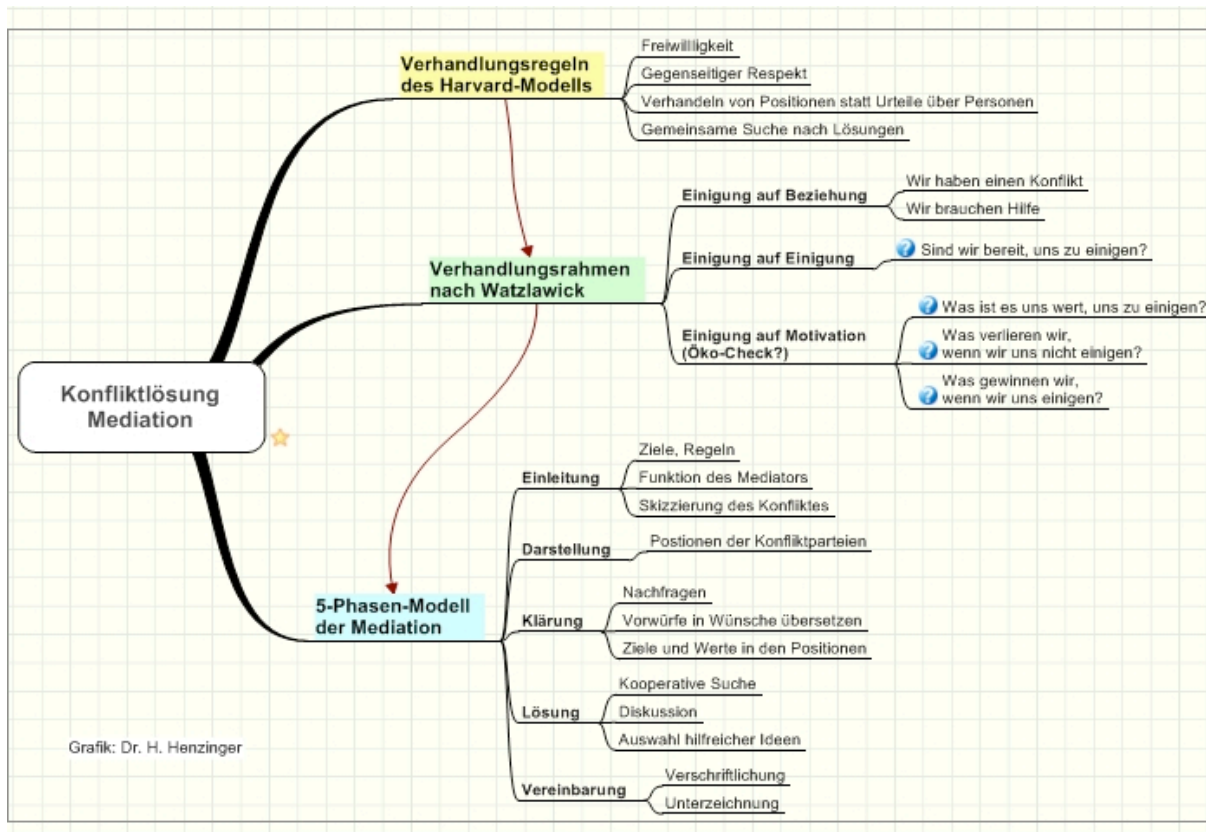 Konfliktlösung
Mediation
Verhandlungsregeln
des Harvard-Modells
Freiwillligkeit
Gegenseitiger Respekt
Verhandeln von Positionen statt Urteile über Personen
Gemeinsame Suche nach Lösungen
Verhandlungsrahmen
nach Watzlawick
Einigung auf Beziehung
Wir haben einen Konflikt
Wir brauchen Hilfe
Einigung auf Einigung
? Sind wir bereit, uns zu einigen?
Einigung auf Motivation
(Öko-Check?)
? Was ist es uns wert, uns zu einigen?
Was verlieren wir,
? wenn wir uns nicht einigen?
Was gewinnen wir,
? wenn wir uns einigen?
5-Phasen-Modell
der Mediation
Einleitung
Ziele, Regeln
Funktion des Mediators
Skizzierung des Konfliktes
Darstellung
Postionen der Konfliktparteien
Klärung
Nachfragen
Vorwürfe in Wünsche übersetzen
Ziele und Werte in den Positionen
Lösung
Kooperative Suche
Diskussion
Auswahl hilfreicher Ideen
Vereinbarung
Verschriftlichung
Unterzeichnung
Grafik: Dr. H. Henzinger